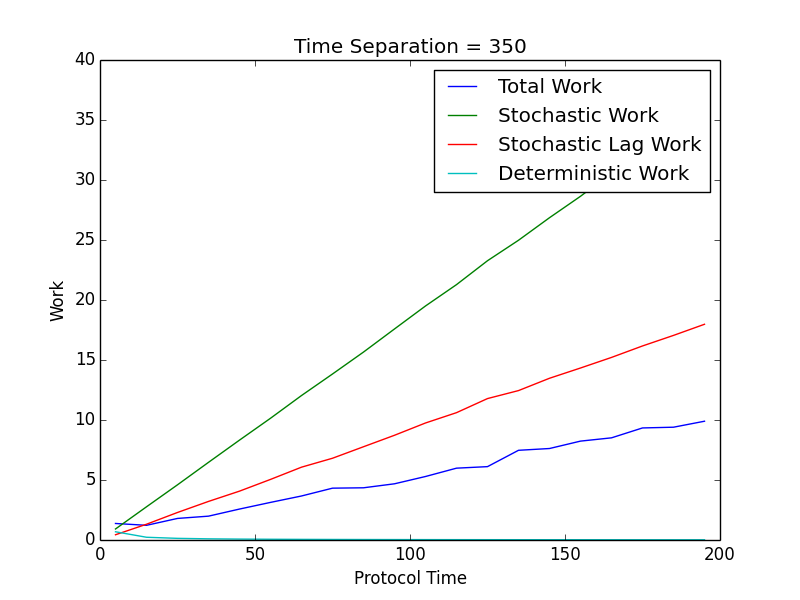 Time Separation = 350
40
35
30
25
20
15
10
5
0
Work
Total Work
Stochastic Work
Stochastic Lag Work
Deterministic Work
0 50 100 150 200
Protocol Time